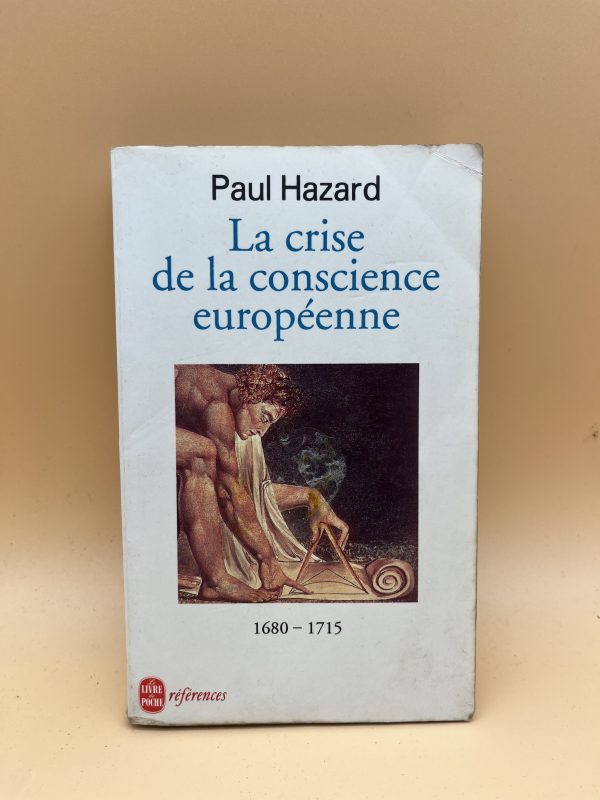 Paul Hazard
La crise
de la conscience
européenne
1680 – 1715
Le
LIVRE
de
POCHE
références